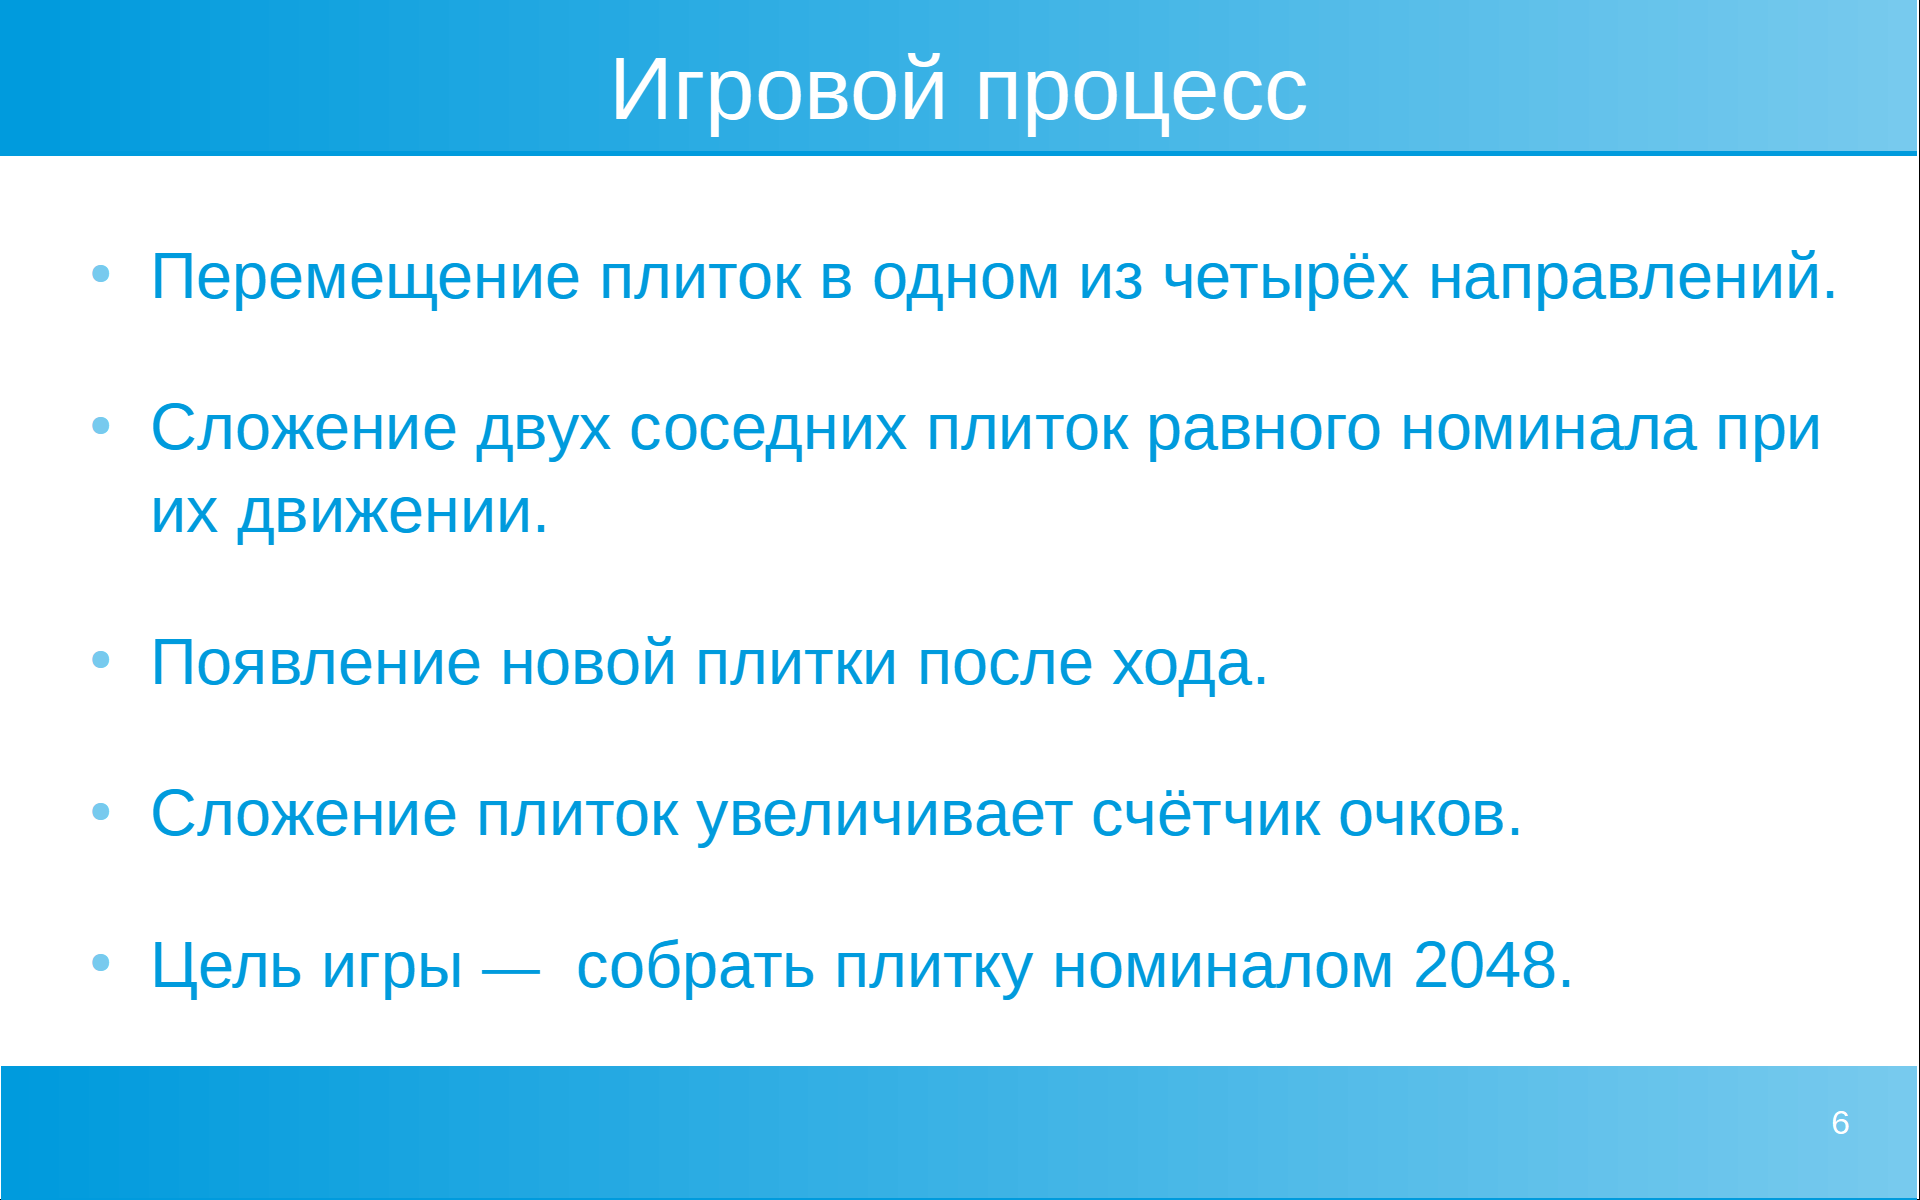 Игровой процесс
• Перемещение плиток в одном из четырёх направлений.
• Сложение двух соседних плиток равного номинала при
их движении.
• Появление новой плитки после хода.
• Сложение плиток увеличивает счётчик очков.
• Цель игры —  собрать плитку номиналом 2048.
6